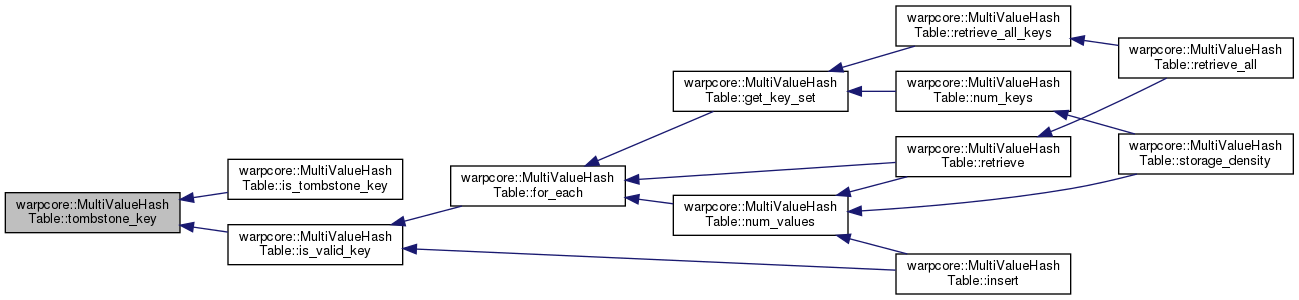 warpcore::MultiValueHash
Table::tombstone_key
warpcore::MultiValueHash
Table::is_tombstone_key
warpcore::MultiValueHash
Table::is_valid_key
warpcore::MultiValueHash
Table::for_each
warpcore::MultiValueHash
Table::get_key_set
warpcore::MultiValueHash
Table::num_values
warpcore::MultiValueHash
Table::retrieve_all_keys
warpcore::MultiValueHash
Table::num_keys
warpcore::MultiValueHash
Table::retrieve
warpcore::MultiValueHash
Table::insert
warpcore::MultiValueHash
Table::retrieve_all
warpcore::MultiValueHash
Table::storage_density